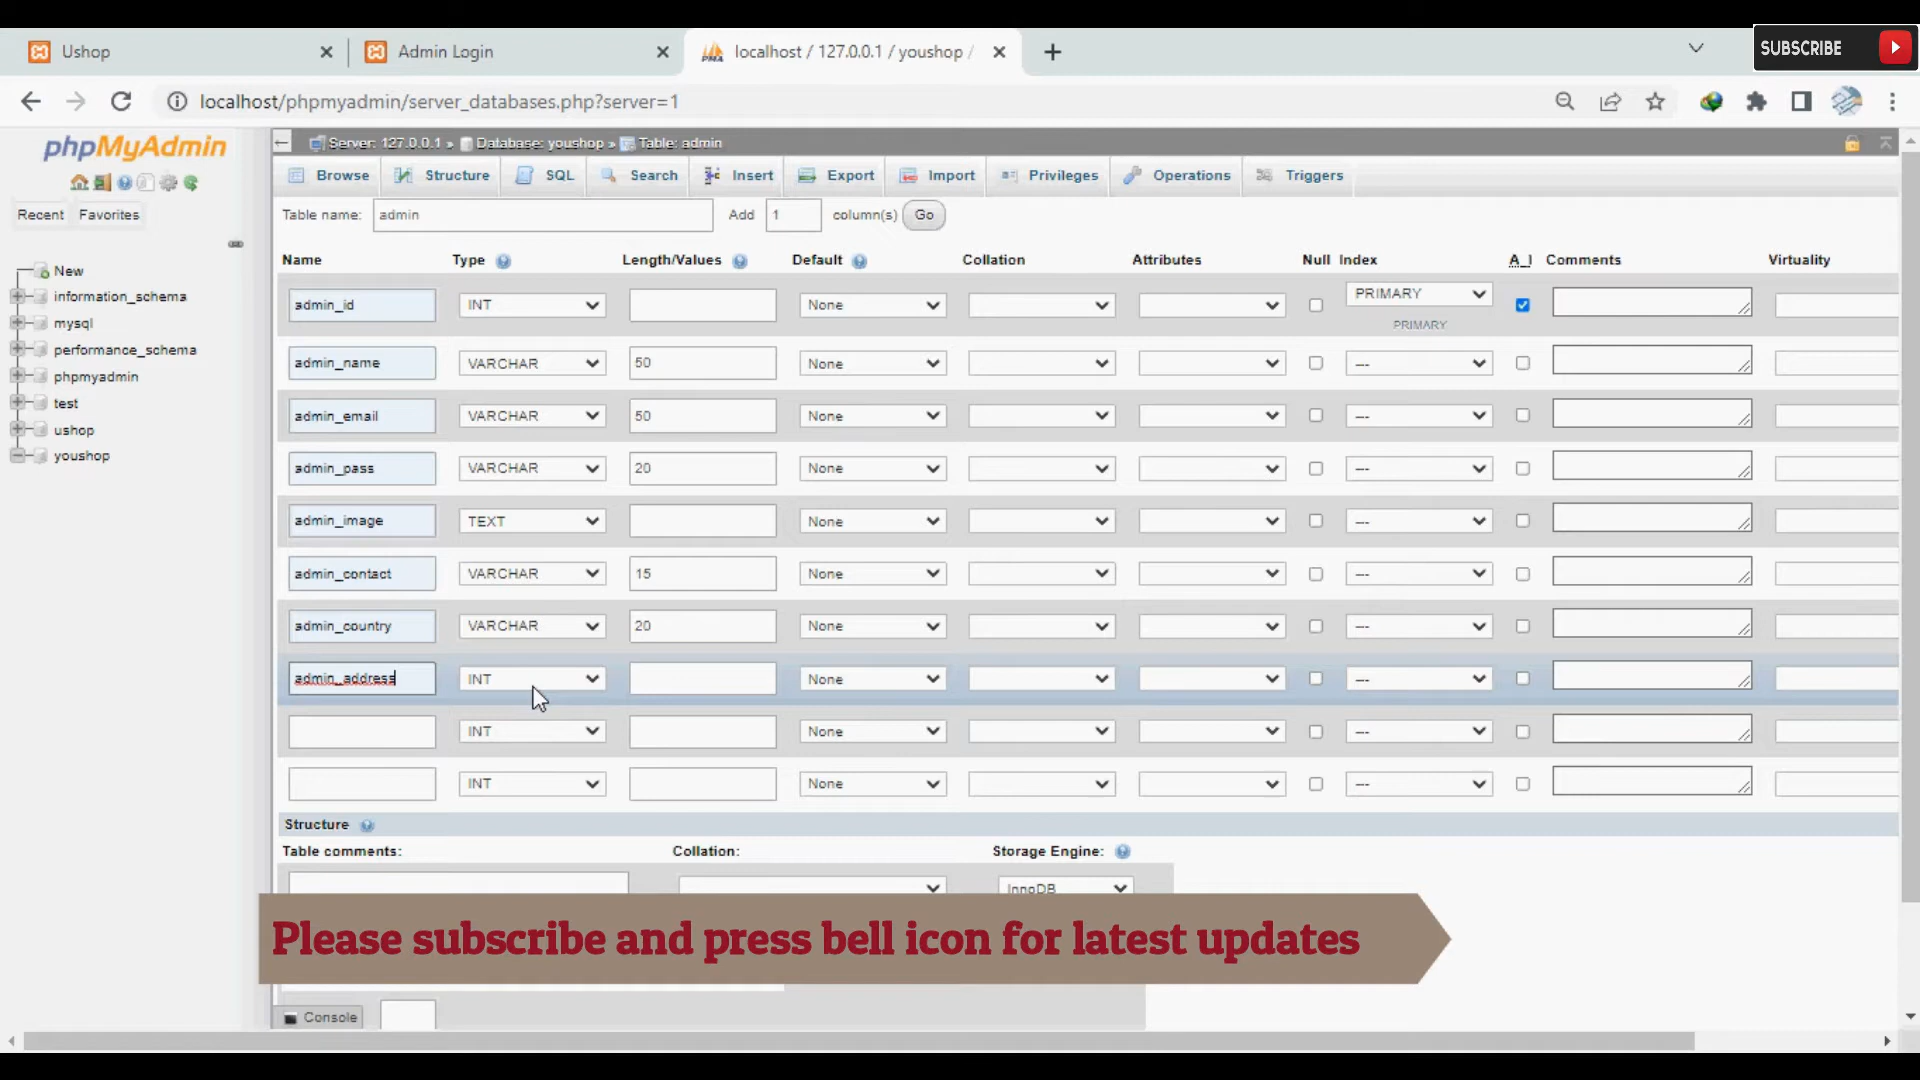 Ushop
Admin Login
localhost / 127.0.0.1 / youshop /
SUBSCRIBE
localhost/phpmyadmin/server_databases.php?server=1
phpMyAdmin
Recent Favorites
New
information_schema
mysql
performance_schema
phpmyadmin
test
ushop
youshop
Server: 127.0.0.1 » Database: youshop » Table: admin
Browse Structure SQL Search Insert Export Import Privileges Operations Triggers
Table name: admin Add 1 column(s) Go
Name Type Length/Values Default Collation Attributes Null Index A_I Comments Virtuality
admin_id INT None PRIMARY
PRIMARY
admin_name VARCHAR 50 None ---
admin_email VARCHAR 50 None ---
admin_pass VARCHAR 20 None ---
admin_image TEXT None ---
admin_contact VARCHAR 15 None ---
admin_country VARCHAR 20 None ---
admin_address INT None ---
INT None ---
INT None ---
Structure
Table comments: Collation: Storage Engine:
InnoDB
Please subscribe and press bell icon for latest updates
Console